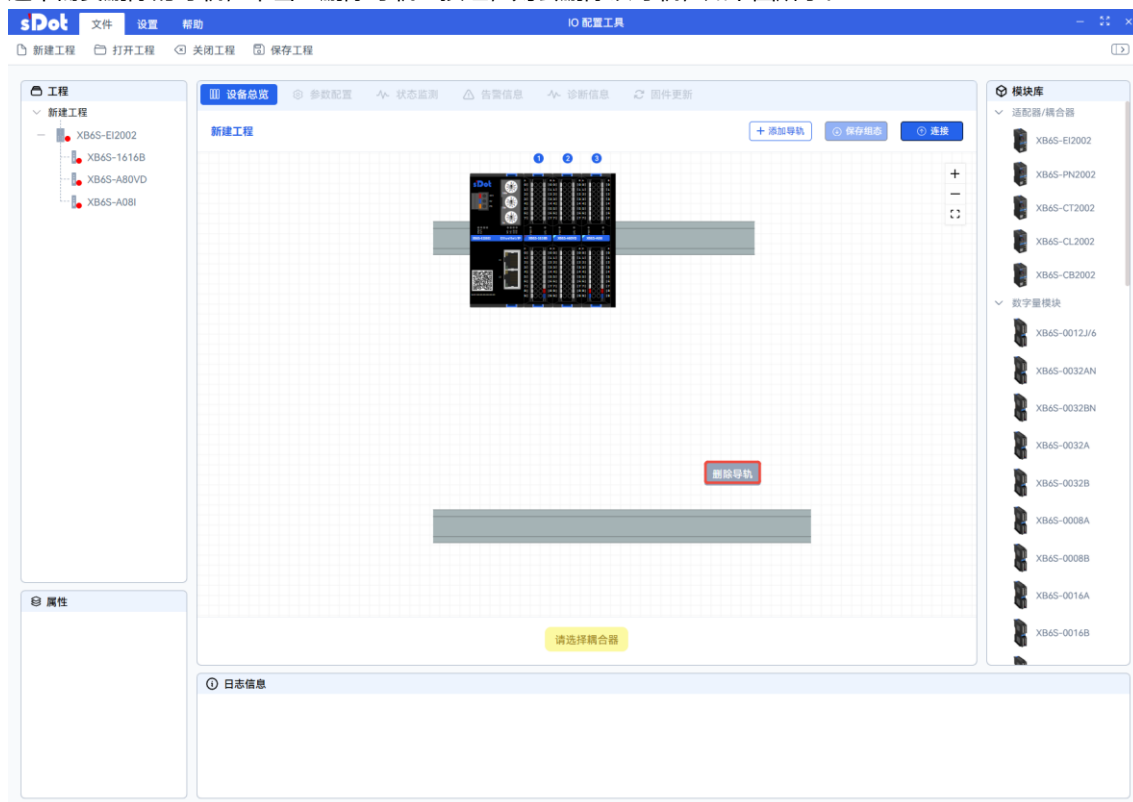 sDot 文件 设置 帮助 IO 配置工具
新建工程 打开工程 关闭工程 保存工程
工程
新建工程
XB6S-EI2002
XB6S-1616B
XB6S-A80VD
XB6S-A08I
属性
设备总览 参数配置 状态监测 告警信息 诊断信息 固件更新
新建工程 + 添加导轨 保存组态 连接
1 2 3
sDot
删除导轨
请选择耦合器
日志信息
模块库
适配器/耦合器
XB6S-EI2002
XB6S-PN2002
XB6S-CT2002
XB6S-CL2002
XB6S-CB2002
数字量模块
XB6S-0012J/6
XB6S-0032AN
XB6S-0032BN
XB6S-0032A
XB6S-0032B
XB6S-0008A
XB6S-0008B
XB6S-0016A
XB6S-0016B